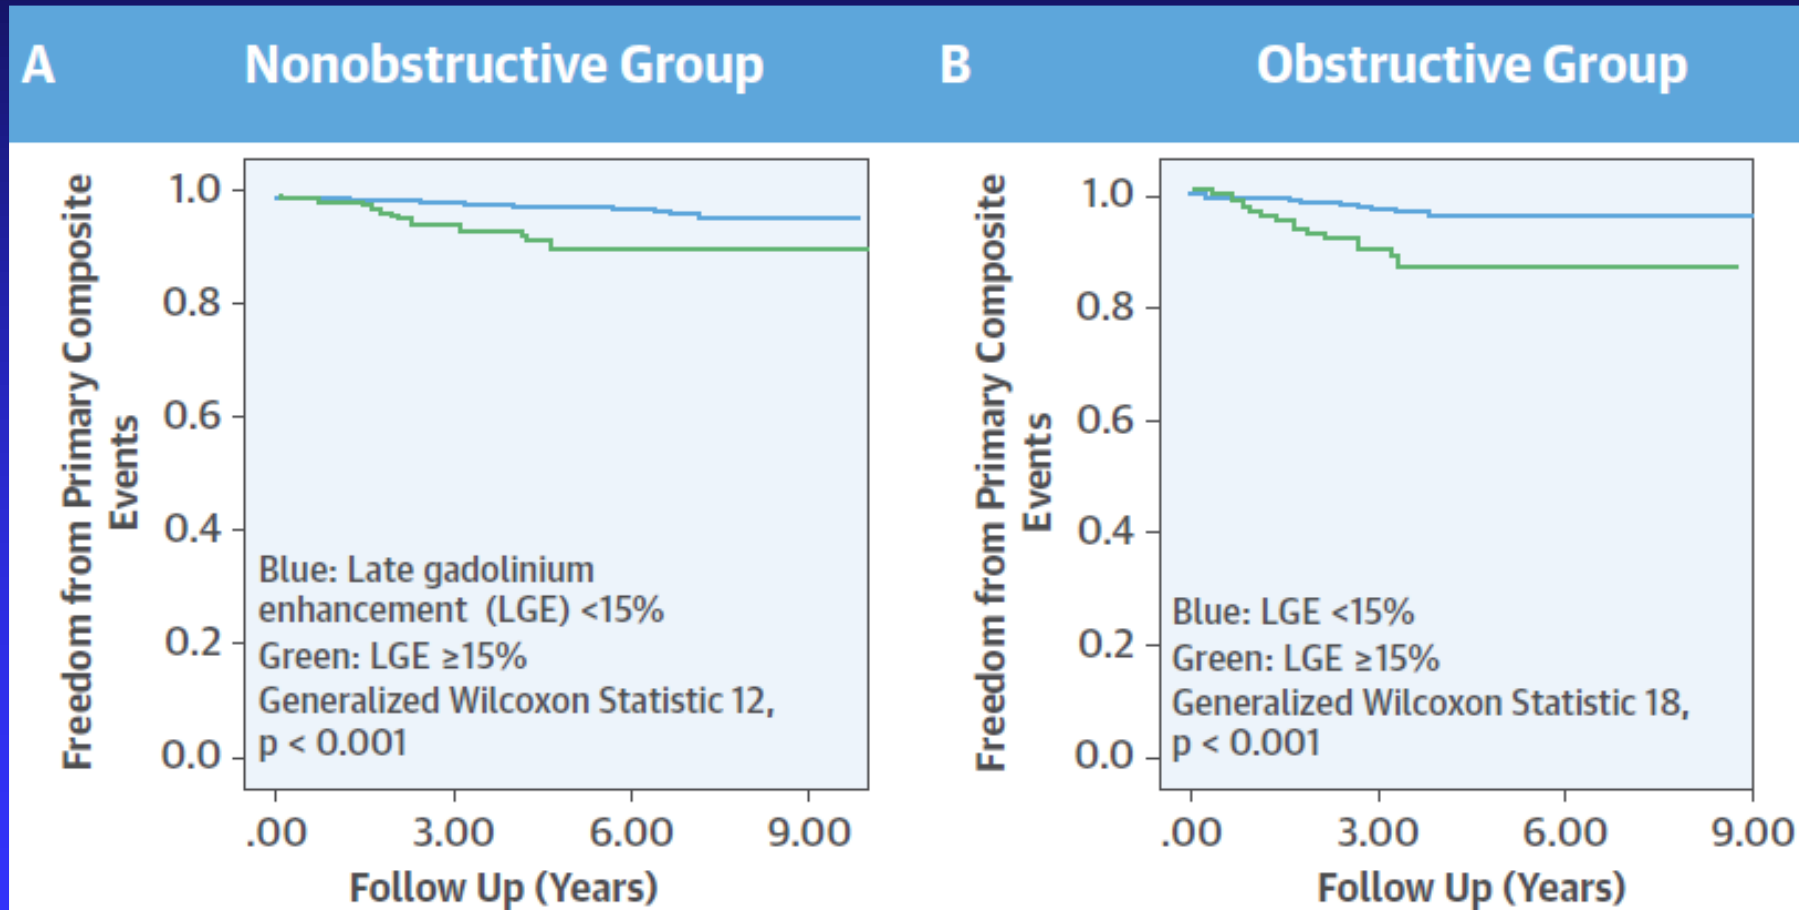 A
Nonobstructive Group
Freedom from Primary Composite
Events
1.0
0.8
0.6
0.4
0.2
0.0
Blue: Late gadolinium
enhancement (LGE) <15%
Green: LGE ≥15%
Generalized Wilcoxon Statistic 12,
p < 0.001
.00
3.00
6.00
9.00
Follow Up (Years)
B
Obstructive Group
Freedom from Primary Composite
Events
1.0
0.8
0.6
0.4
0.2
0.0
Blue: LGE <15%
Green: LGE ≥15%
Generalized Wilcoxon Statistic 18,
p < 0.001
.00
3.00
6.00
9.00
Follow Up (Years)